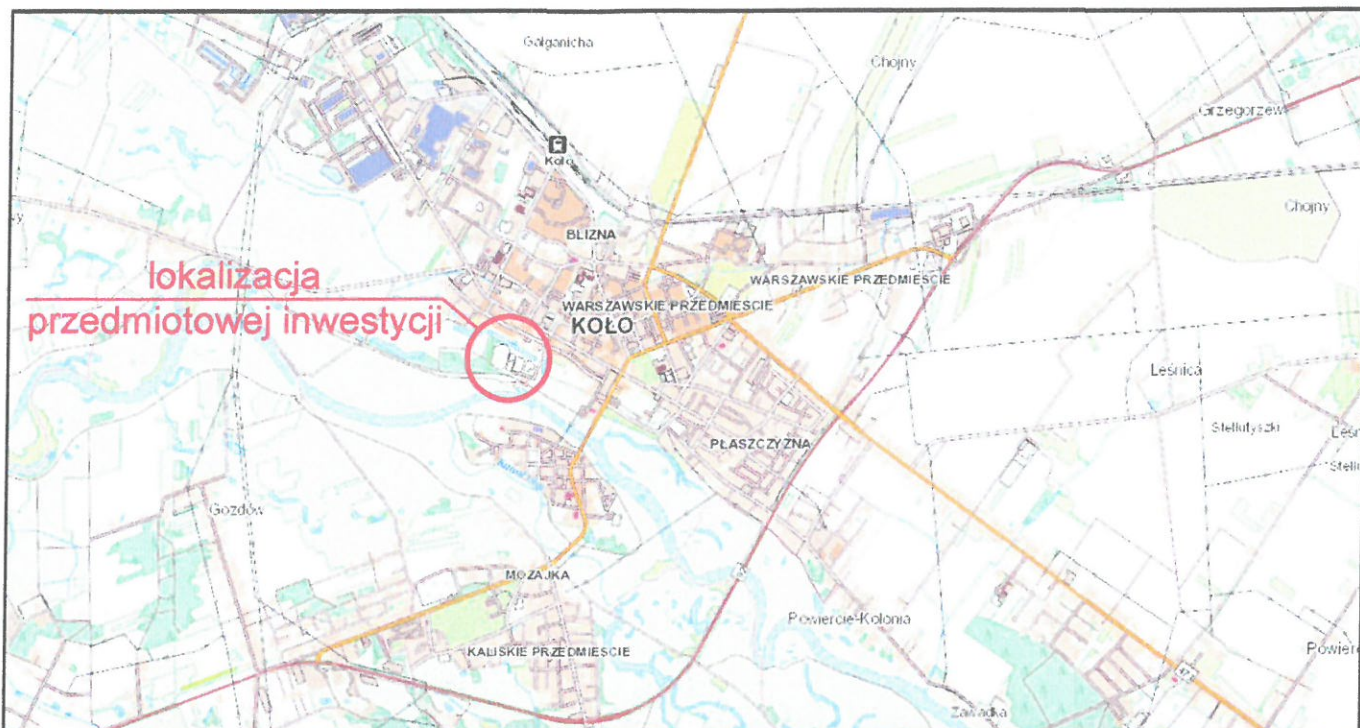 Gałganicha
Chojny
Grzegorzew
Koło
Chojny
BLIZNA
lokalizacja
przedmiotowej inwestycji
WARSZAWSKIE PRZEDMIEŚCIE
WARSZAWSKIE PRZEDMIEŚCIE
KOŁO
Leśnica
Stellutyszki
PŁASZCZYZNA
Gozdów
MOZAJKA
Powiercie-Kolonia
KALISKIE PRZEDMIEŚCIE
Zawadka